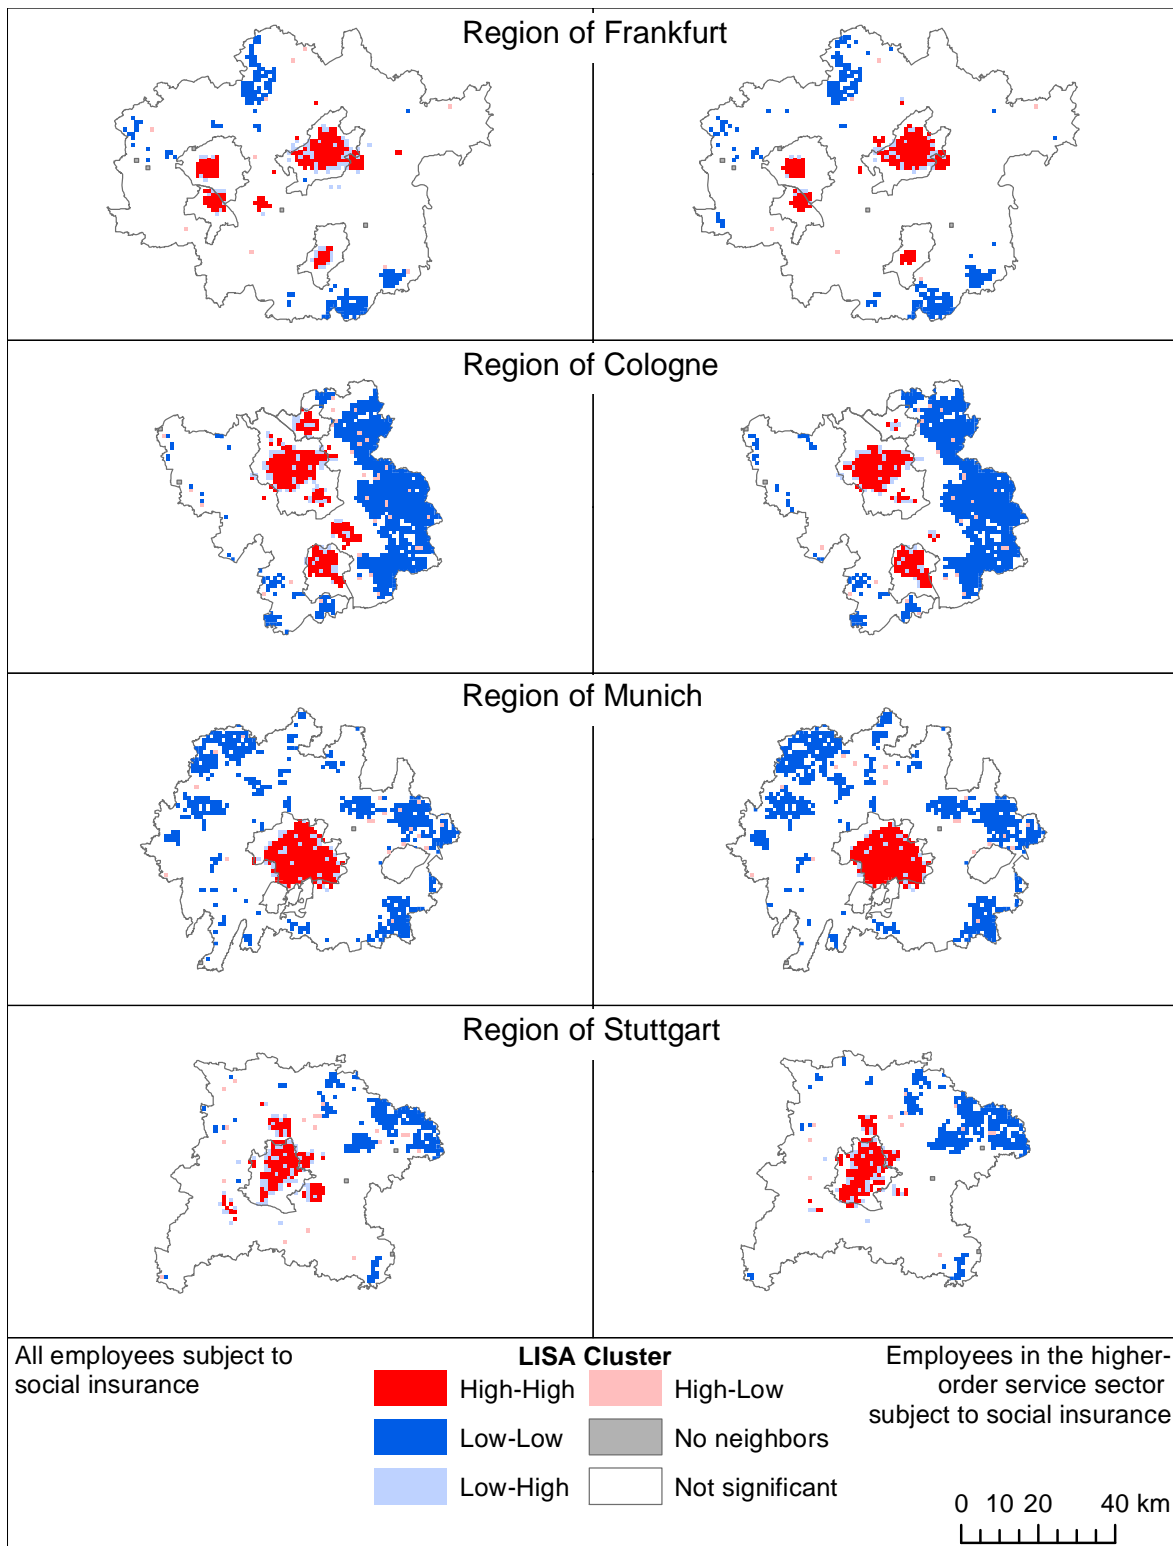 Region of Frankfurt
Region of Cologne
Region of Munich
Region of Stuttgart
All employees subject to
social insurance
LISA Cluster
High-High
High-Low
Low-Low
No neighbors
Low-High
Not significant
Employees in the higher-
order service sector
subject to social insurance
0 10 20 40 km